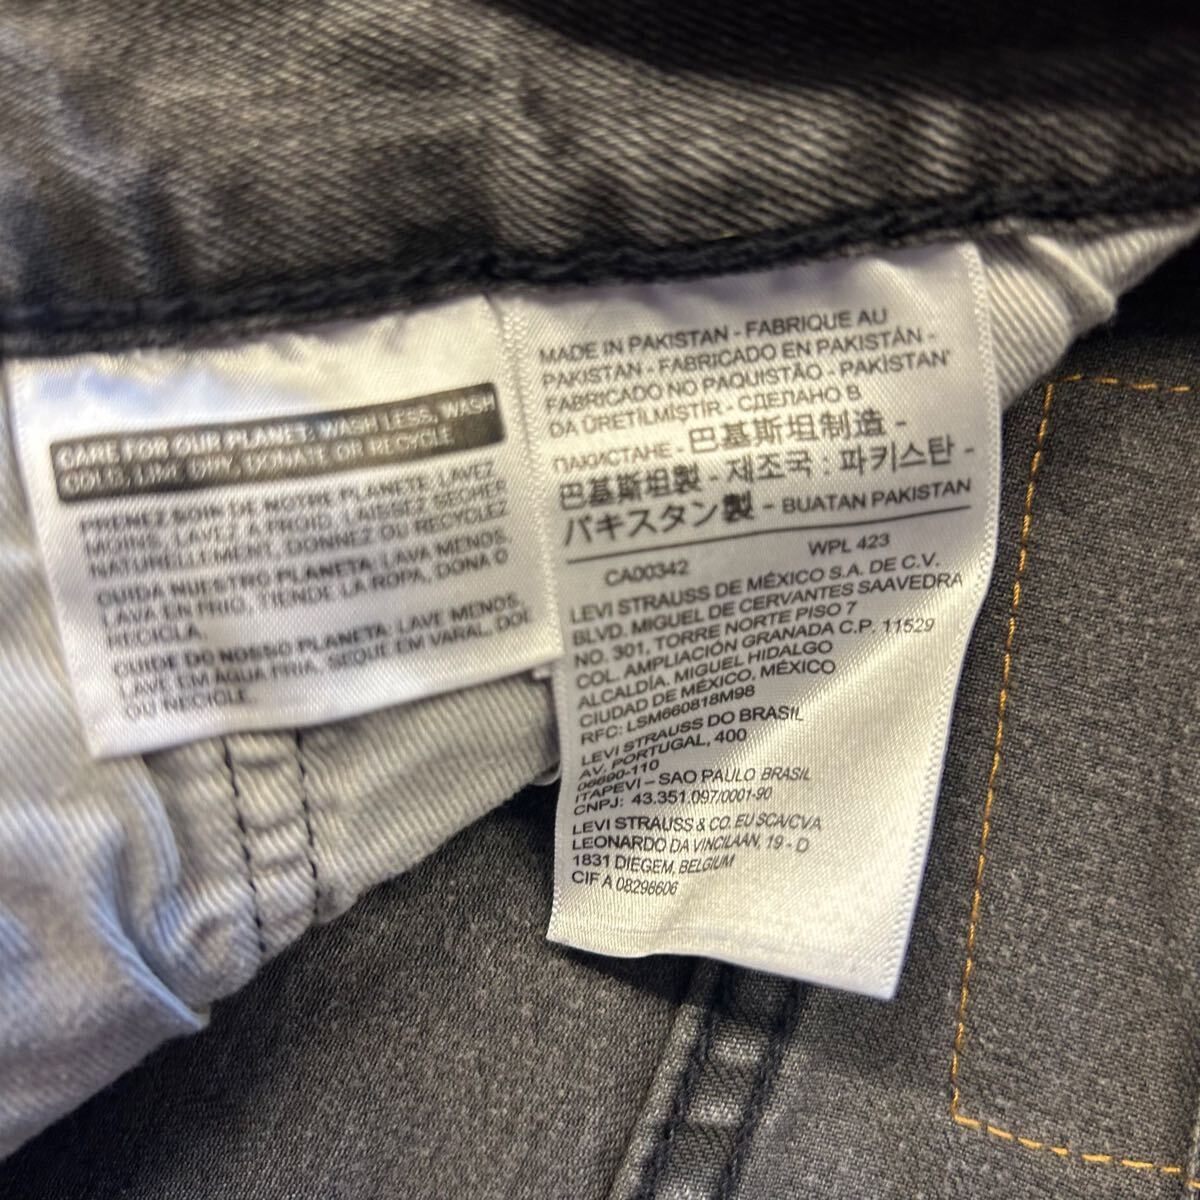 CARE FOR OUR PLANET: WASH LESS, WASH
COLD, LINE DRY, DONATE OR RECYCLE
PRENEZ SOIN DE NOTRE PLANÈTE: LAVEZ
MOINS, LAVEZ À FROID, LAISSEZ SÉCHER
NATURELLEMENT, DONNEZ OU RECYCLEZ
CUIDA NUESTRO PLANETA: LAVA MENOS,
LAVA EN FRÍO, TIENDE LA ROPA, DONA O
RECICLA.
CUIDE DO NOSSO PLANETA: LAVE MENOS,
LAVE EM ÁGUA FRIA, SEQUE EM VARAL, DOE
OU RECICLE.
MADE IN PAKISTAN - FABRIQUE AU
PAKISTAN - FABRICADO EN PAKISTÁN -
FABRICADO NO PAQUISTÃO - PAKİSTAN'
DA ÜRETİLMİŞTİR - СДЕЛАНО В
ПАКИСТАНЕ - 巴基斯坦制造 -
巴基斯坦製 - 제조국 : 파키스탄 -
パキスタン製 - BUATAN PAKISTAN
CA00342 WPL 423
LEVI STRAUSS DE MÉXICO S.A. DE C.V.
BLVD. MIGUEL DE CERVANTES SAAVEDRA
NO. 301, TORRE NORTE PISO 7
COL. AMPLIACIÓN GRANADA C.P. 11529
ALCALDÍA. MIGUEL HIDALGO
CIUDAD DE MÉXICO, MÉXICO
RFC: LSM660818M98
LEVI STRAUSS DO BRASIL
AV. PORTUGAL, 400
06690-110
ITAPEVI – SAO PAULO BRASIL
CNPJ: 43.351.097/0001-90
LEVI STRAUSS & CO. EU SCA/CVA
LEONARDO DA VINCILAAN, 19 - D
1831 DIEGEM, BELGIUM
CIF A 08298606